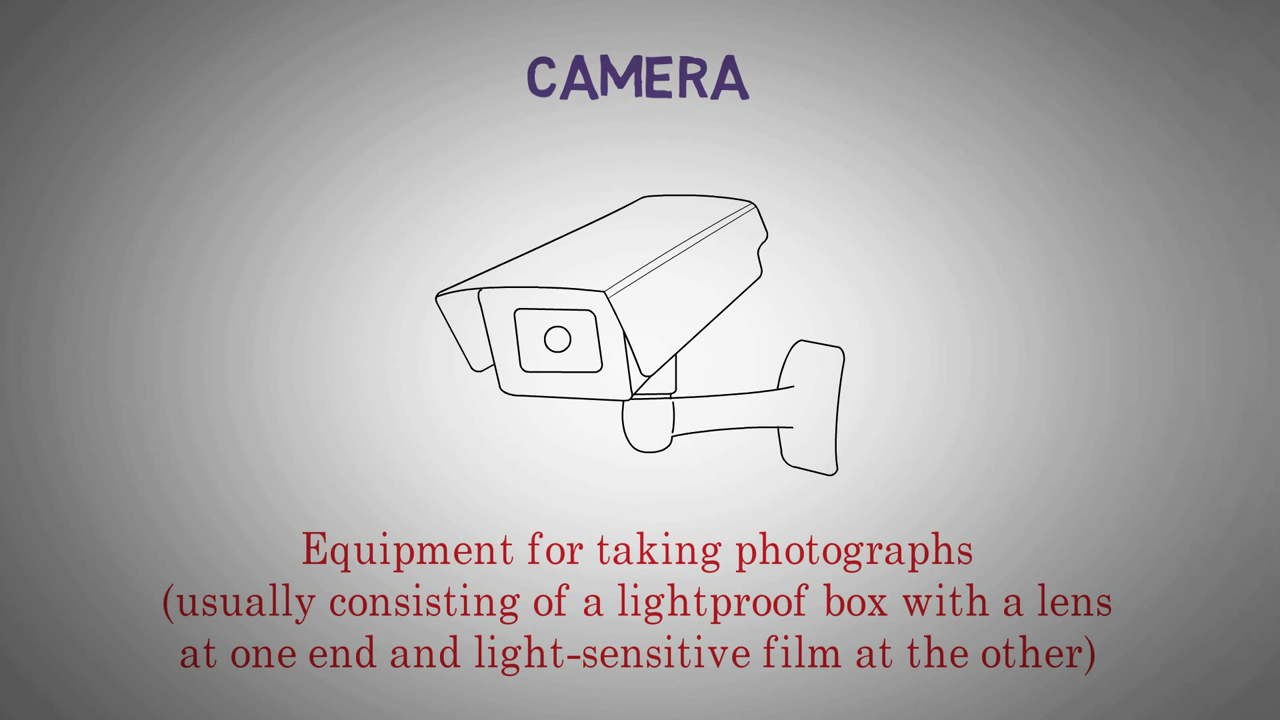 CAMERA
Equipment for taking photographs
(usually consisting of a lightproof box with a lens
at one end and light-sensitive film at the other)